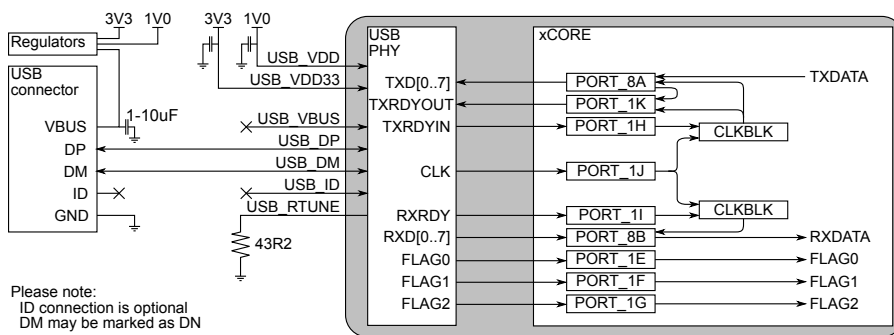 3V3 1V0
Regulators
USB
connector
1-10uF
VBUS
DP
DM
ID
GND
Please note:
ID connection is optional
DM may be marked as DN
3V3 1V0
USB_VDD
USB_VDD33
USB_VBUS
USB_DP
USB_DM
USB_ID
USB_RTUNE
43R2
USB
PHY
TXD[0..7]
TXRDYOUT
TXRDYIN
CLK
RXRDY
RXD[0..7]
FLAG0
FLAG1
FLAG2
xCORE
PORT_8A
PORT_1K
PORT_1H
PORT_1J
PORT_1I
PORT_8B
PORT_1E
PORT_1F
PORT_1G
CLKBLK
CLKBLK
TXDATA
RXDATA
FLAG0
FLAG1
FLAG2